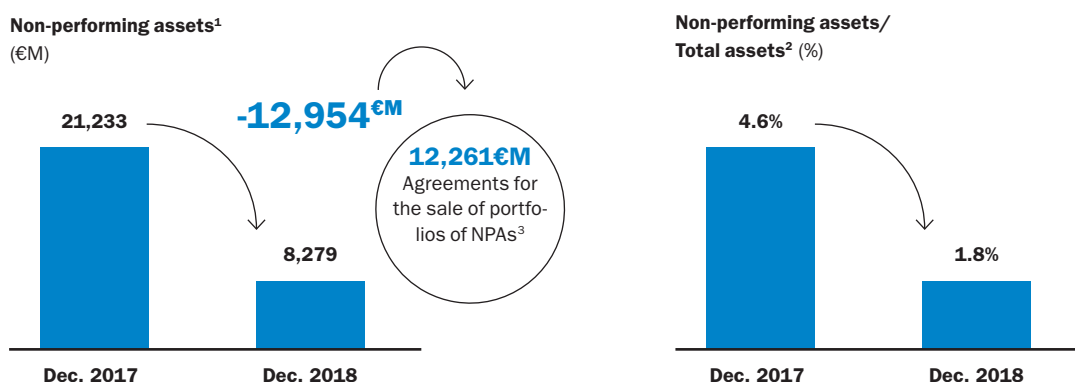 Non-performing assets¹
(€M)
21,233
-12,954€M
12,261€M
Agreements for
the sale of portfo-
lios of NPAs³
8,279
Dec. 2017
Dec. 2018
Non-performing assets/
Total assets² (%)
4.6%
1.8%
Dec. 2017
Dec. 2018